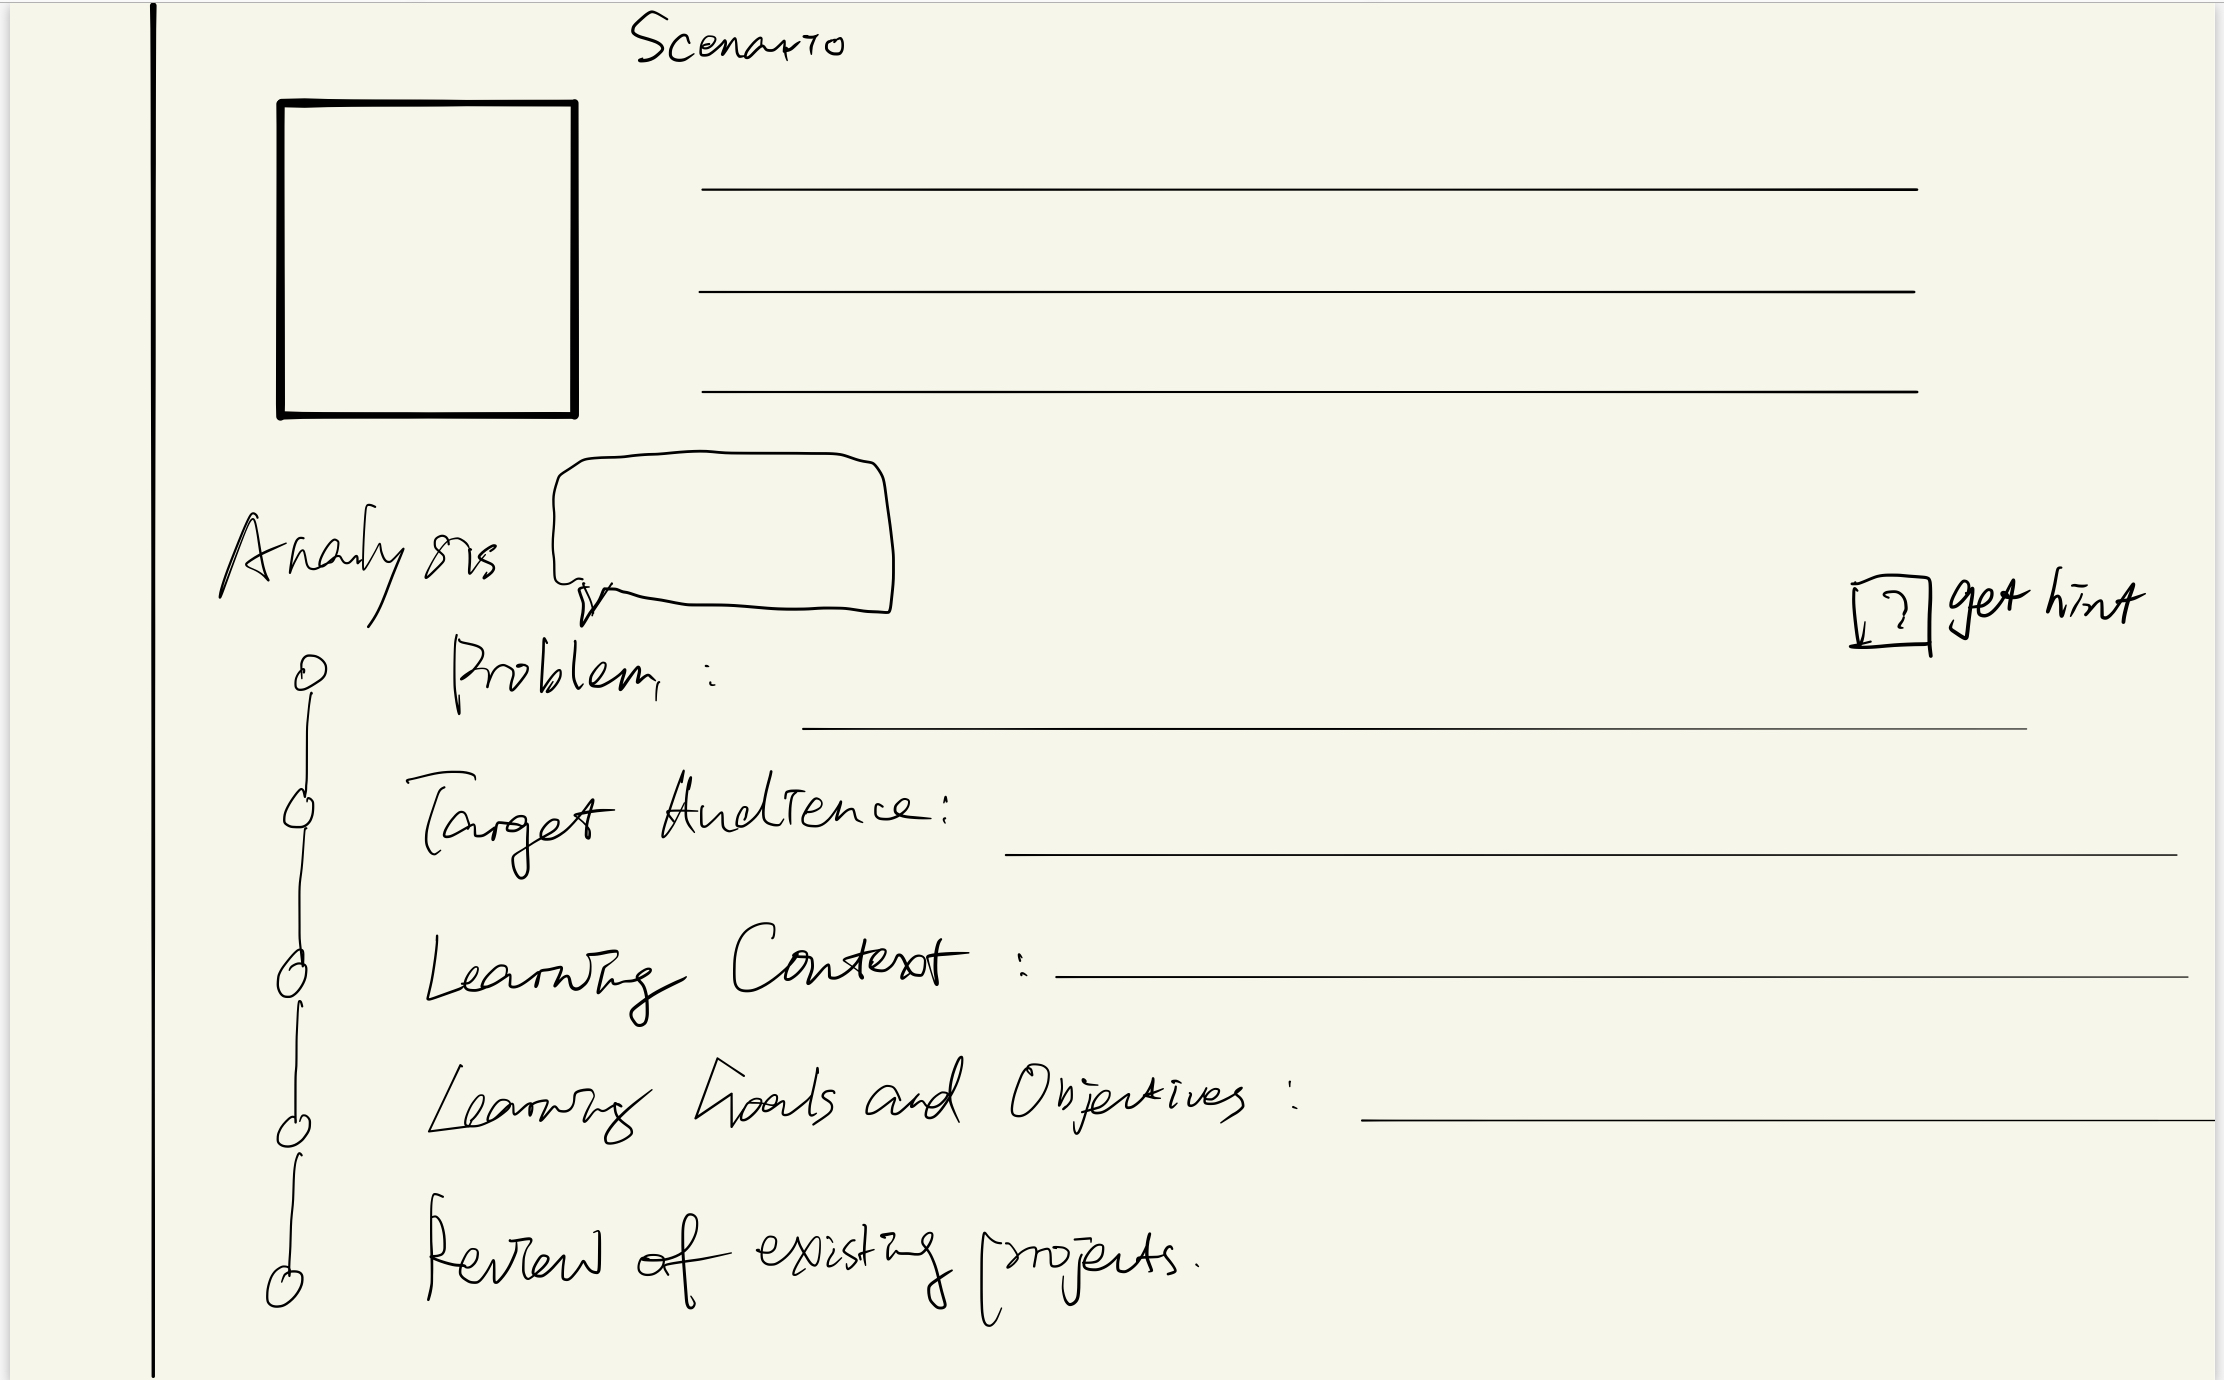 Scenario
Analysis
? get hint
Problem :
Target Audience:
Learning Context :
Learning Goals and Objectives :
Review of existing projects.